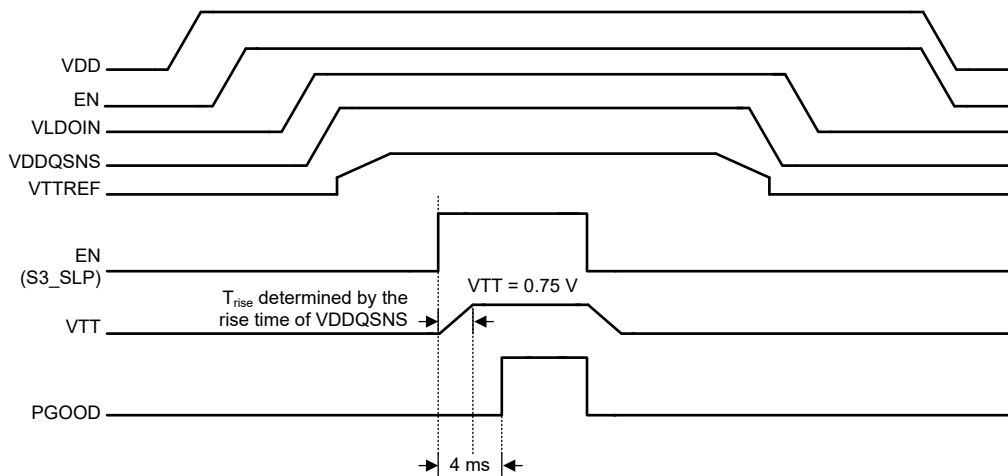 VDD
EN
VLDOIN
VDDQSNS
VTTREF
EN
(S3_SLP)
VTT = 0.75 V
Trise determined by the
rise time of VDDQSNS
VTT
PGOOD
4 ms